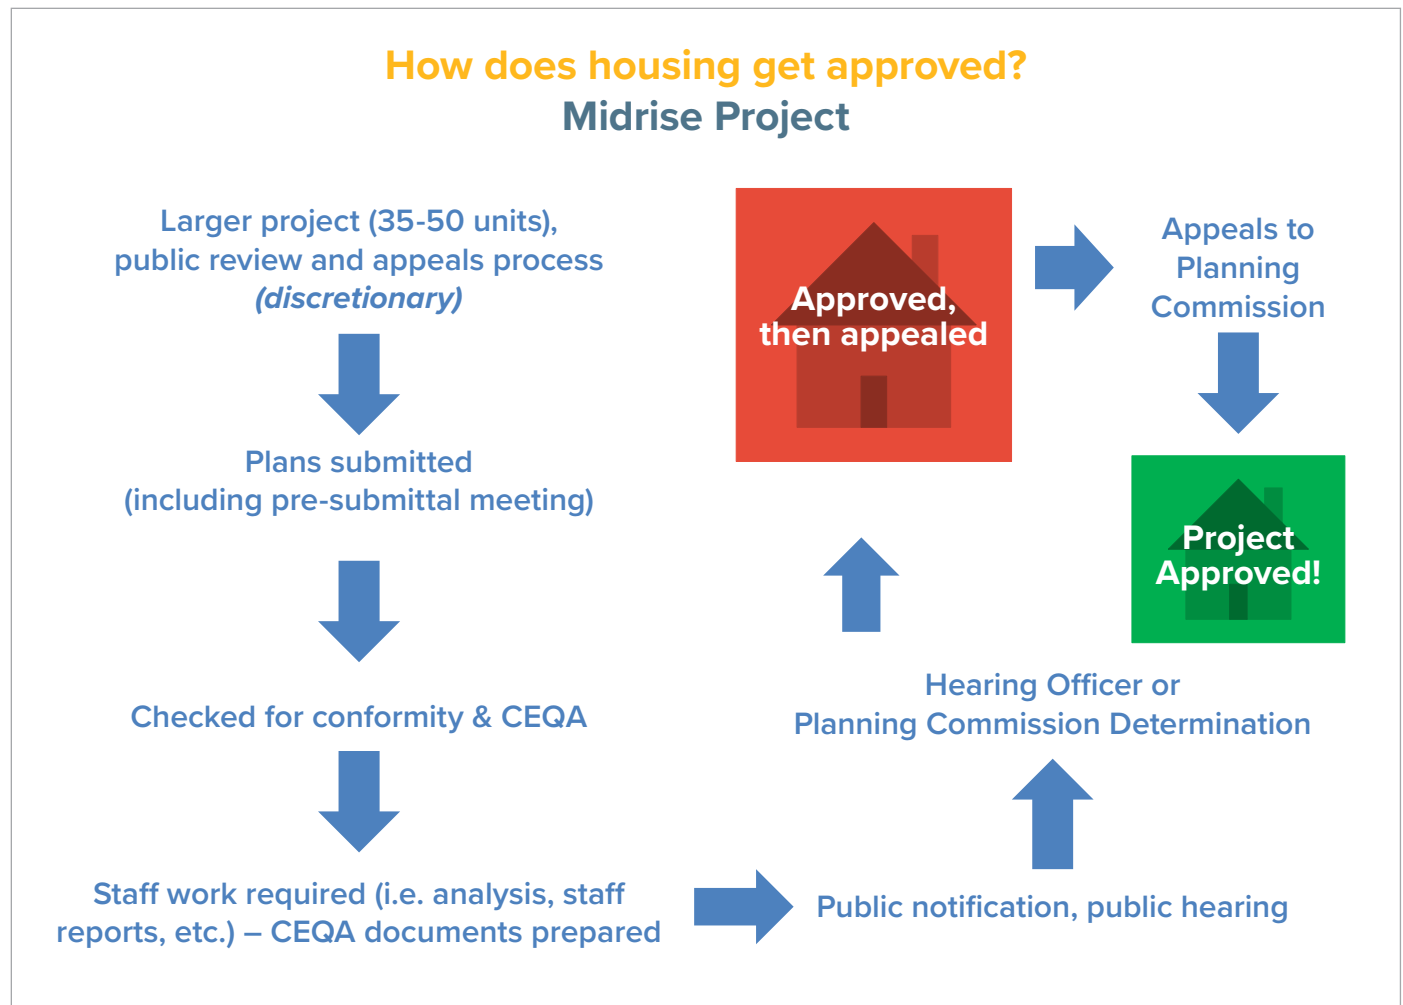 How does housing get approved?
Midrise Project
Larger project (35-50 units),
public review and appeals process
(discretionary)
Plans submitted
(including pre-submittal meeting)
Checked for conformity & CEQA
Staff work required (i.e. analysis, staff
reports, etc.) – CEQA documents prepared
Public notification, public hearing
Hearing Officer or
Planning Commission Determination
Approved,
then appealed
Appeals to
Planning
Commission
Project
Approved!